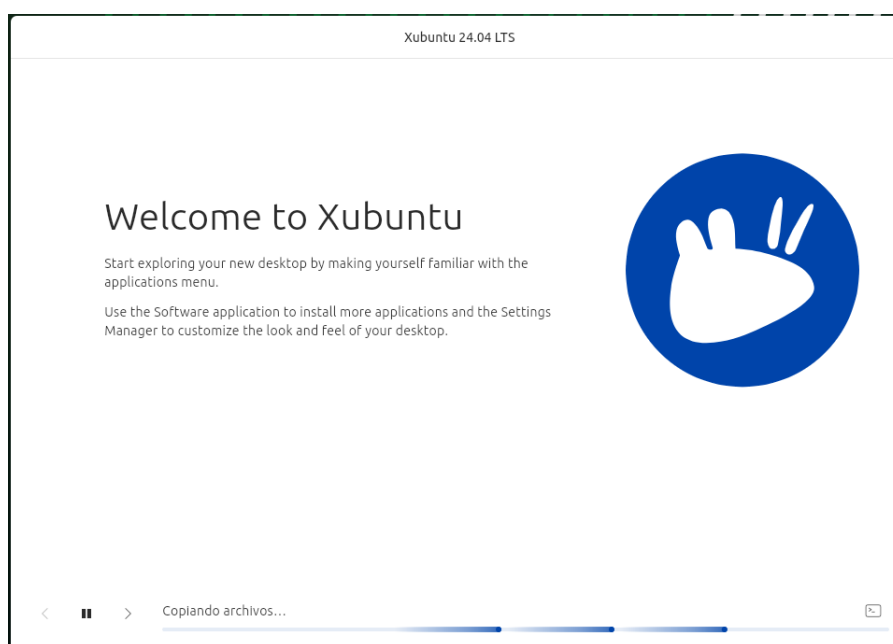 Xubuntu 24.04 LTS
Welcome to Xubuntu
Start exploring your new desktop by making yourself familiar with the
applications menu.
Use the Software application to install more applications and the Settings
Manager to customize the look and feel of your desktop.
Copiando archivos...